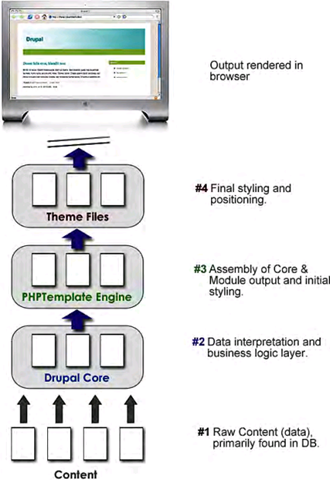 Drupal
Output rendered in
browser
#4 Final styling and
positioning.
Theme Files
#3 Assembly of Core &
Module output and initial
styling.
PHPTemplate Engine
#2 Data interpretation and
business logic layer.
Drupal Core
#1 Raw Content (data),
primarily found in DB.
Content